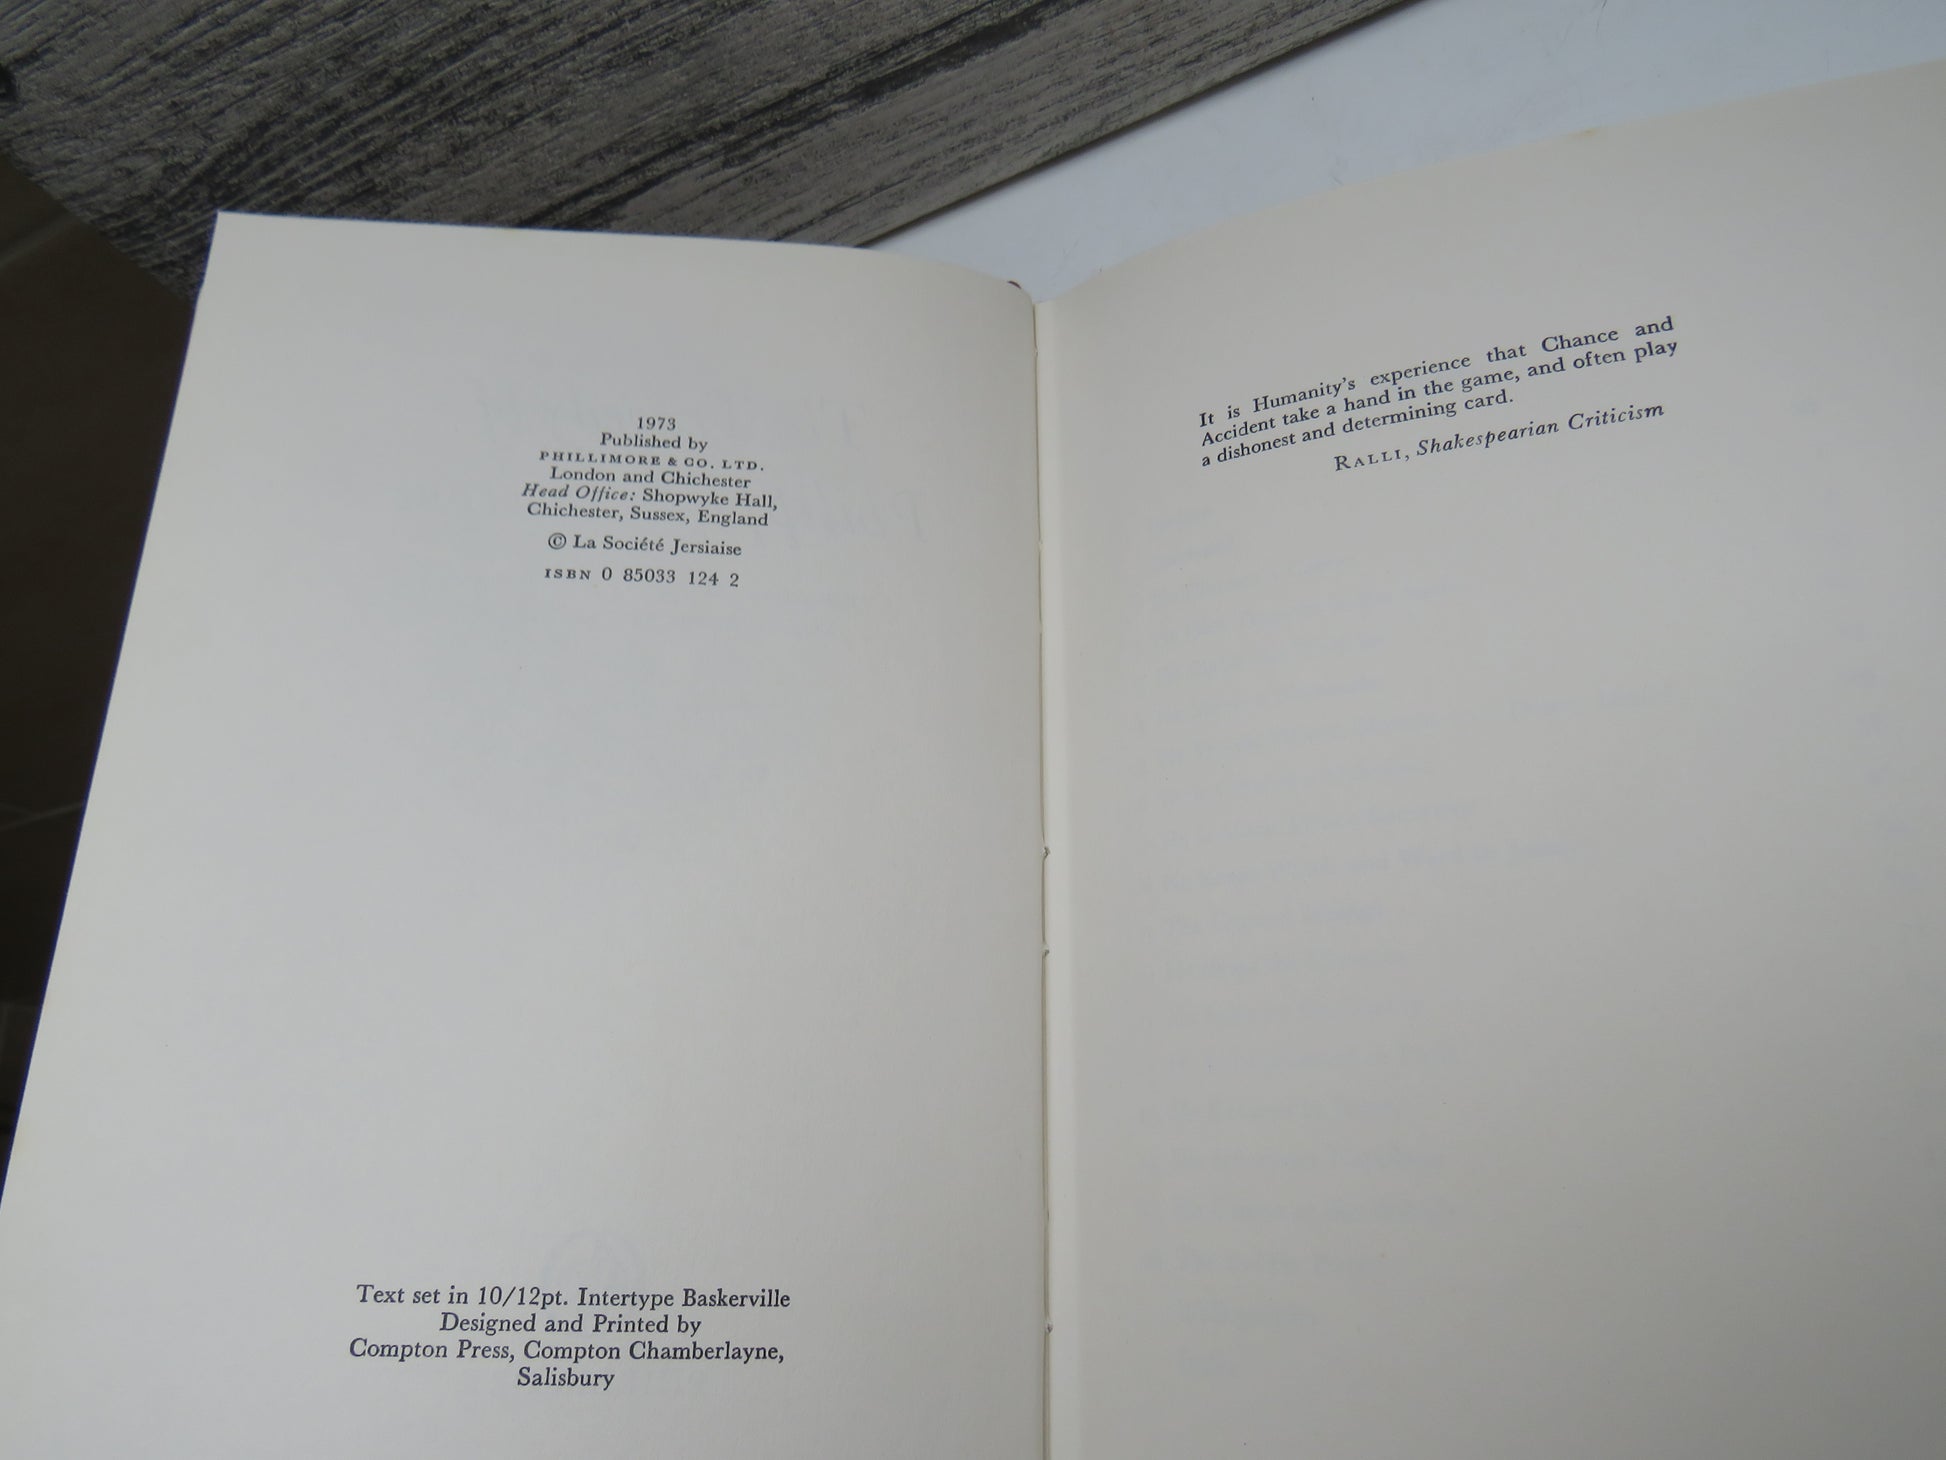 1973
Published by
PHILLIMORE & CO. LTD.
London and Chichester
Head Office: Shopwyke Hall,
Chichester, Sussex, England
© La Société Jersiaise
ISBN 0 85033 124 2
Text set in 10/12pt. Intertype Baskerville
Designed and Printed by
Compton Press, Compton Chamberlayne,
Salisbury
It is Humanity's experience that Chance and
Accident take a hand in the game, and often play
a dishonest and determining card.
RALLI, Shakespearian Criticism